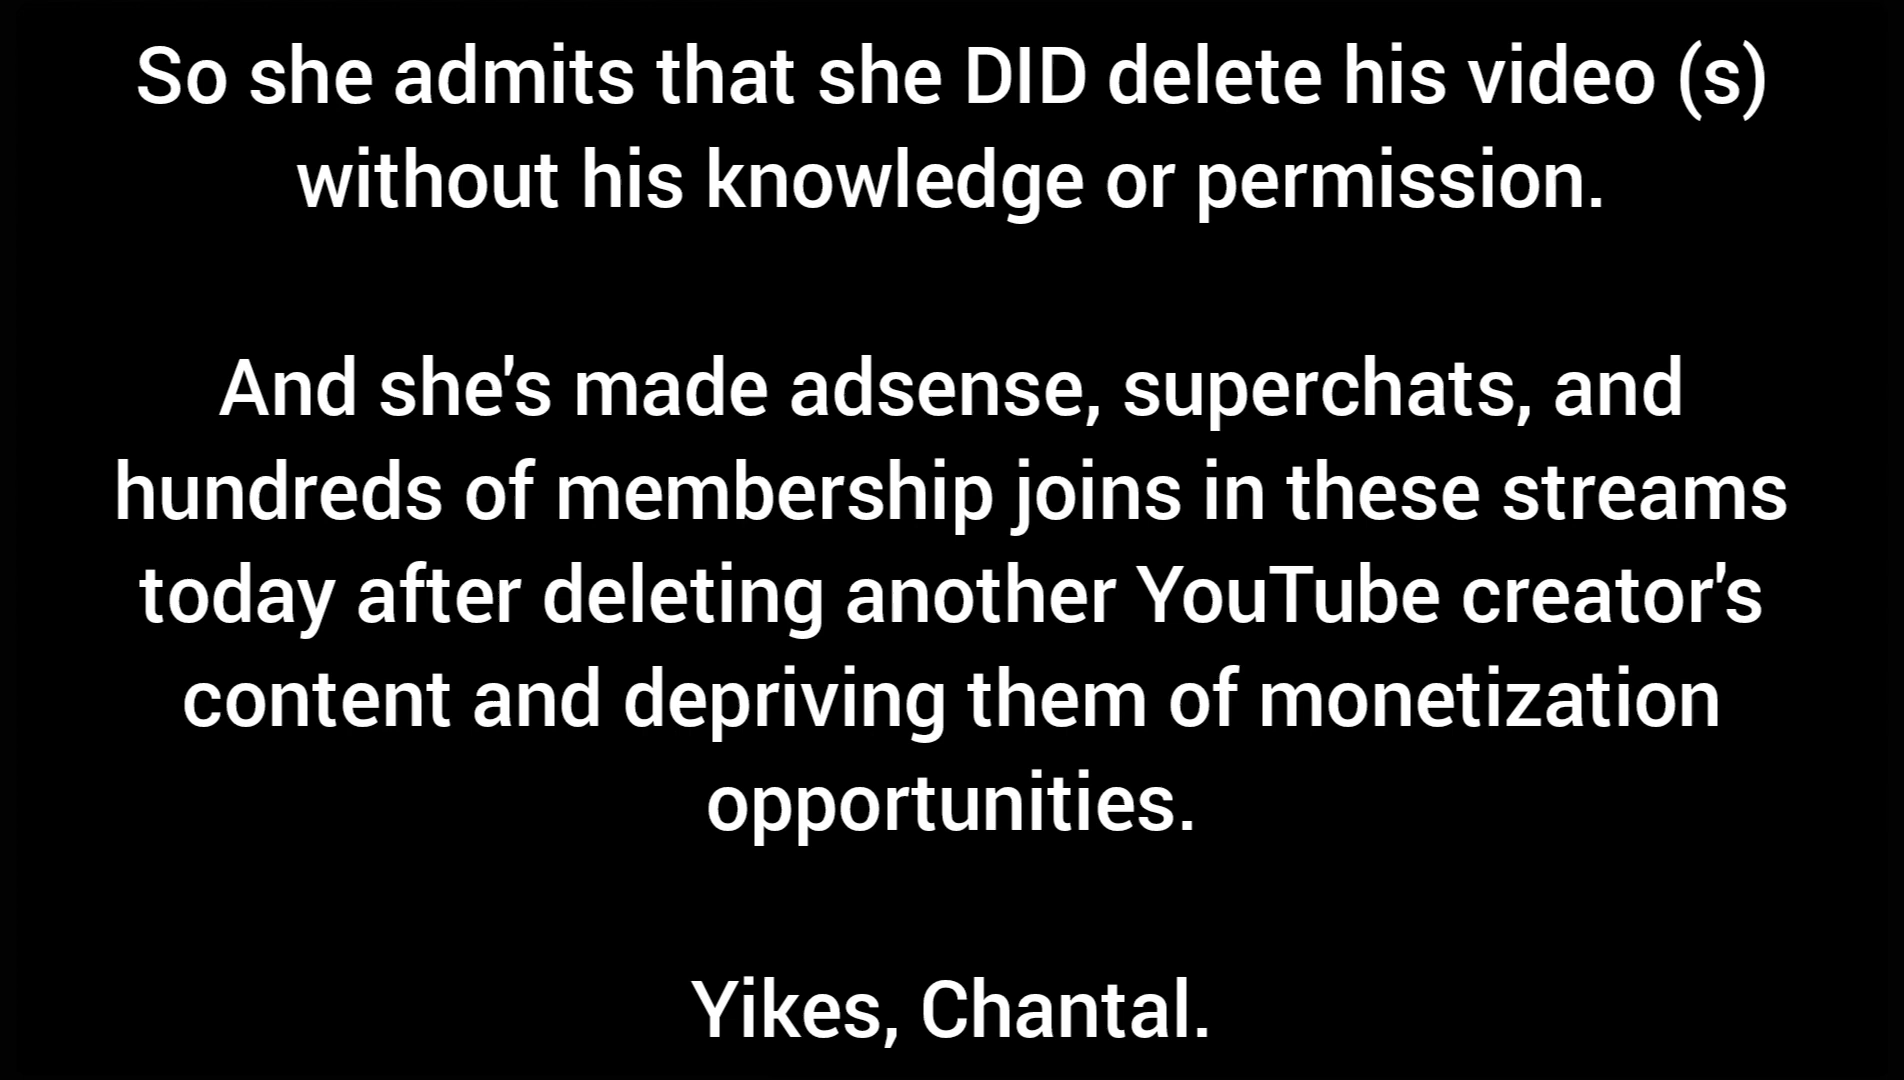 So she admits that she DID delete his video (s)
without his knowledge or permission.
And she's made adsense, superchats, and
hundreds of membership joins in these streams
today after deleting another YouTube creator's
content and depriving them of monetization
opportunities.
Yikes, Chantal.